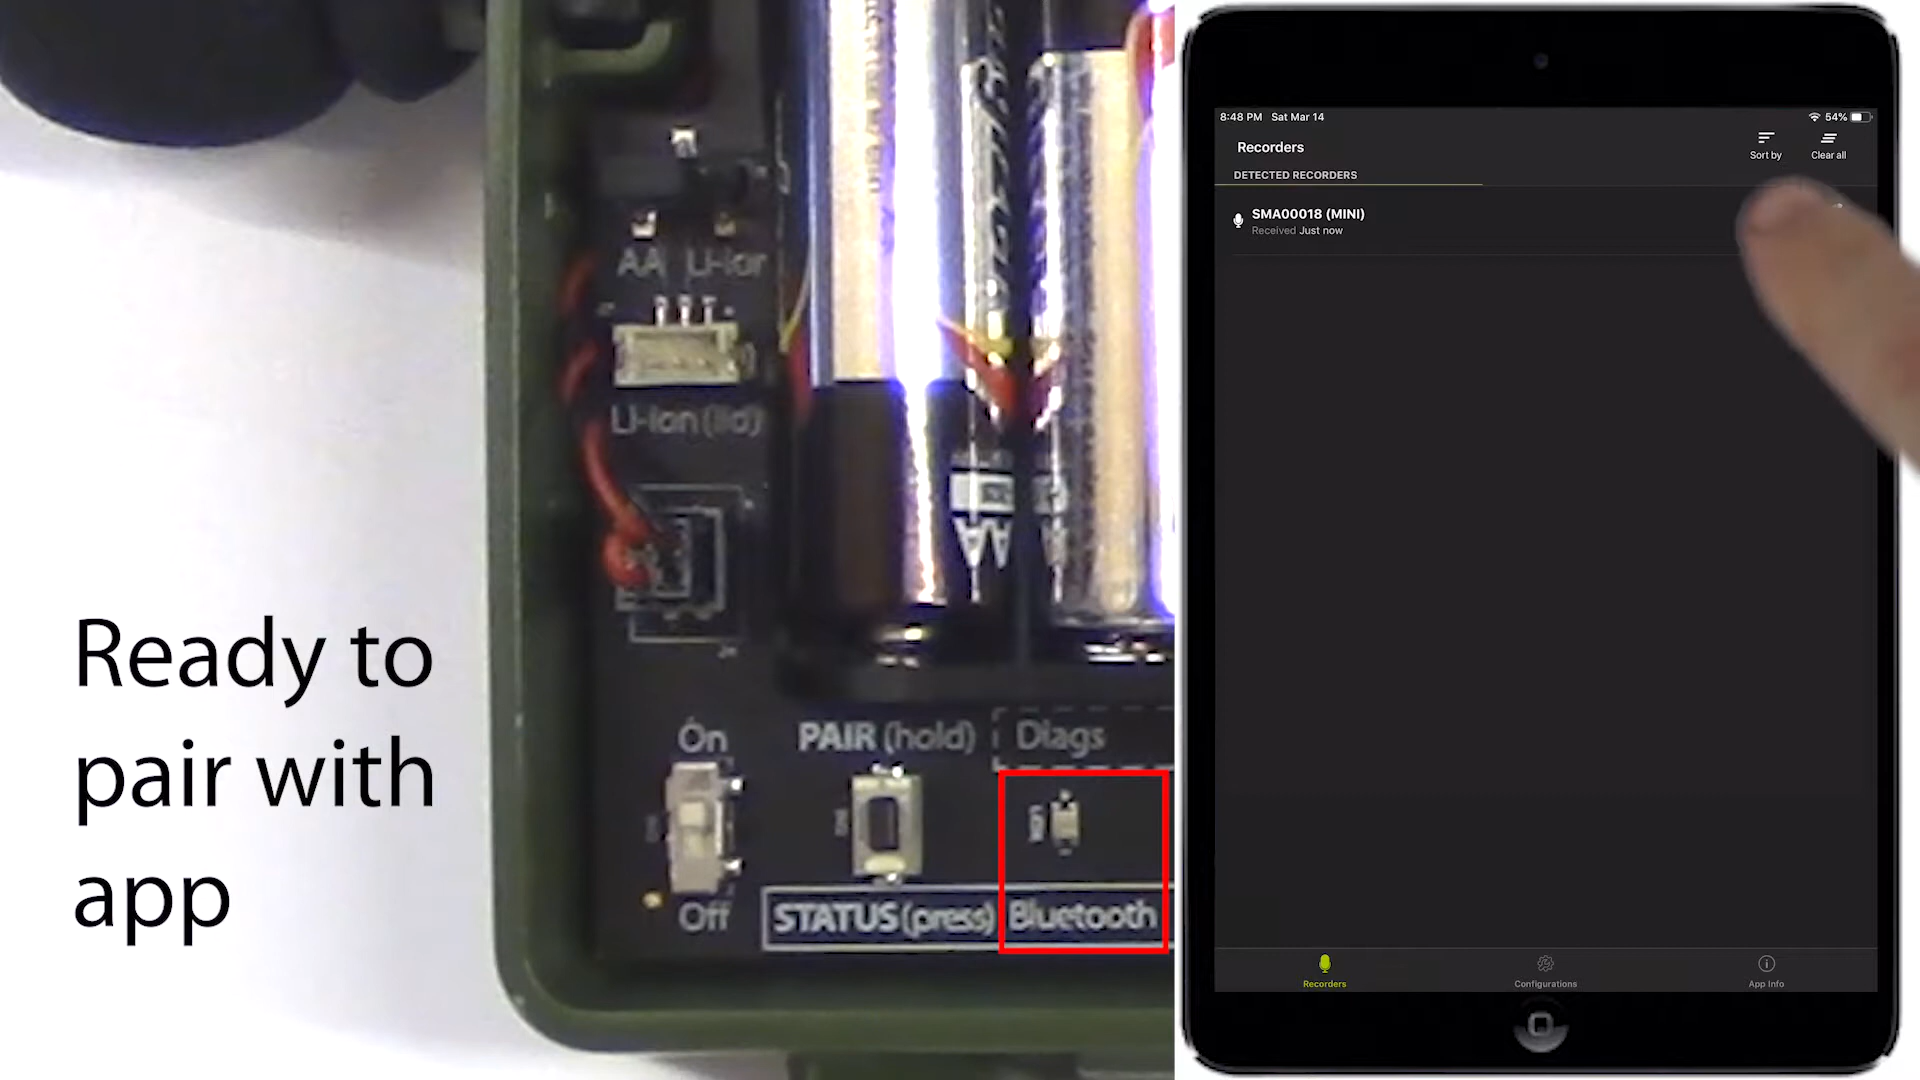 Ready to
pair with
app
AA Li-Ion
Li-Ion (lid)
On
Off
PAIR (hold)
Diags
STATUS (press)
Bluetooth
AA
8:48 PM Sat Mar 14
54%
Recorders
Sort by
Clear all
DETECTED RECORDERS
SMA00018 (MINI)
Received Just now
Recorders
Configurations
App Info